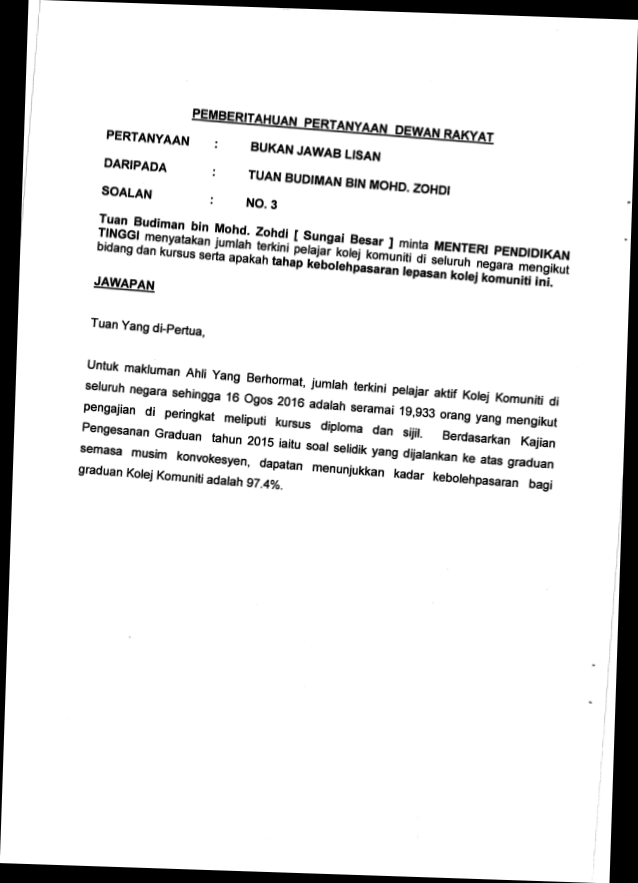 PEMBERITAHUAN PERTANYAAN DEWAN RAKYAT
PERTANYAAN : BUKAN JAWAB LISAN
DARIPADA : TUAN BUDIMAN BIN MOHD. ZOHDI
SOALAN : NO. 3
Tuan Budiman bin Mohd. Zohdi [ Sungai Besar ] minta MENTERI PENDIDIKAN
TINGGI menyatakan jumlah terkini pelajar kolej komuniti di seluruh negara mengikut
bidang dan kursus serta apakah tahap kebolehpasaran lepasan kolej komuniti ini.
JAWAPAN
Tuan Yang di-Pertua,
Untuk makluman Ahli Yang Berhormat, jumlah terkini pelajar aktif Kolej Komuniti di
seluruh negara sehingga 16 Ogos 2016 adalah seramai 19,933 orang yang mengikut
pengajian di peringkat meliputi kursus diploma dan sijil. Berdasarkan Kajian
Pengesanan Graduan tahun 2015 iaitu soal selidik yang dijalankan ke atas graduan
semasa musim konvokesyen, dapatan menunjukkan kadar kebolehpasaran bagi
graduan Kolej Komuniti adalah 97.4%.